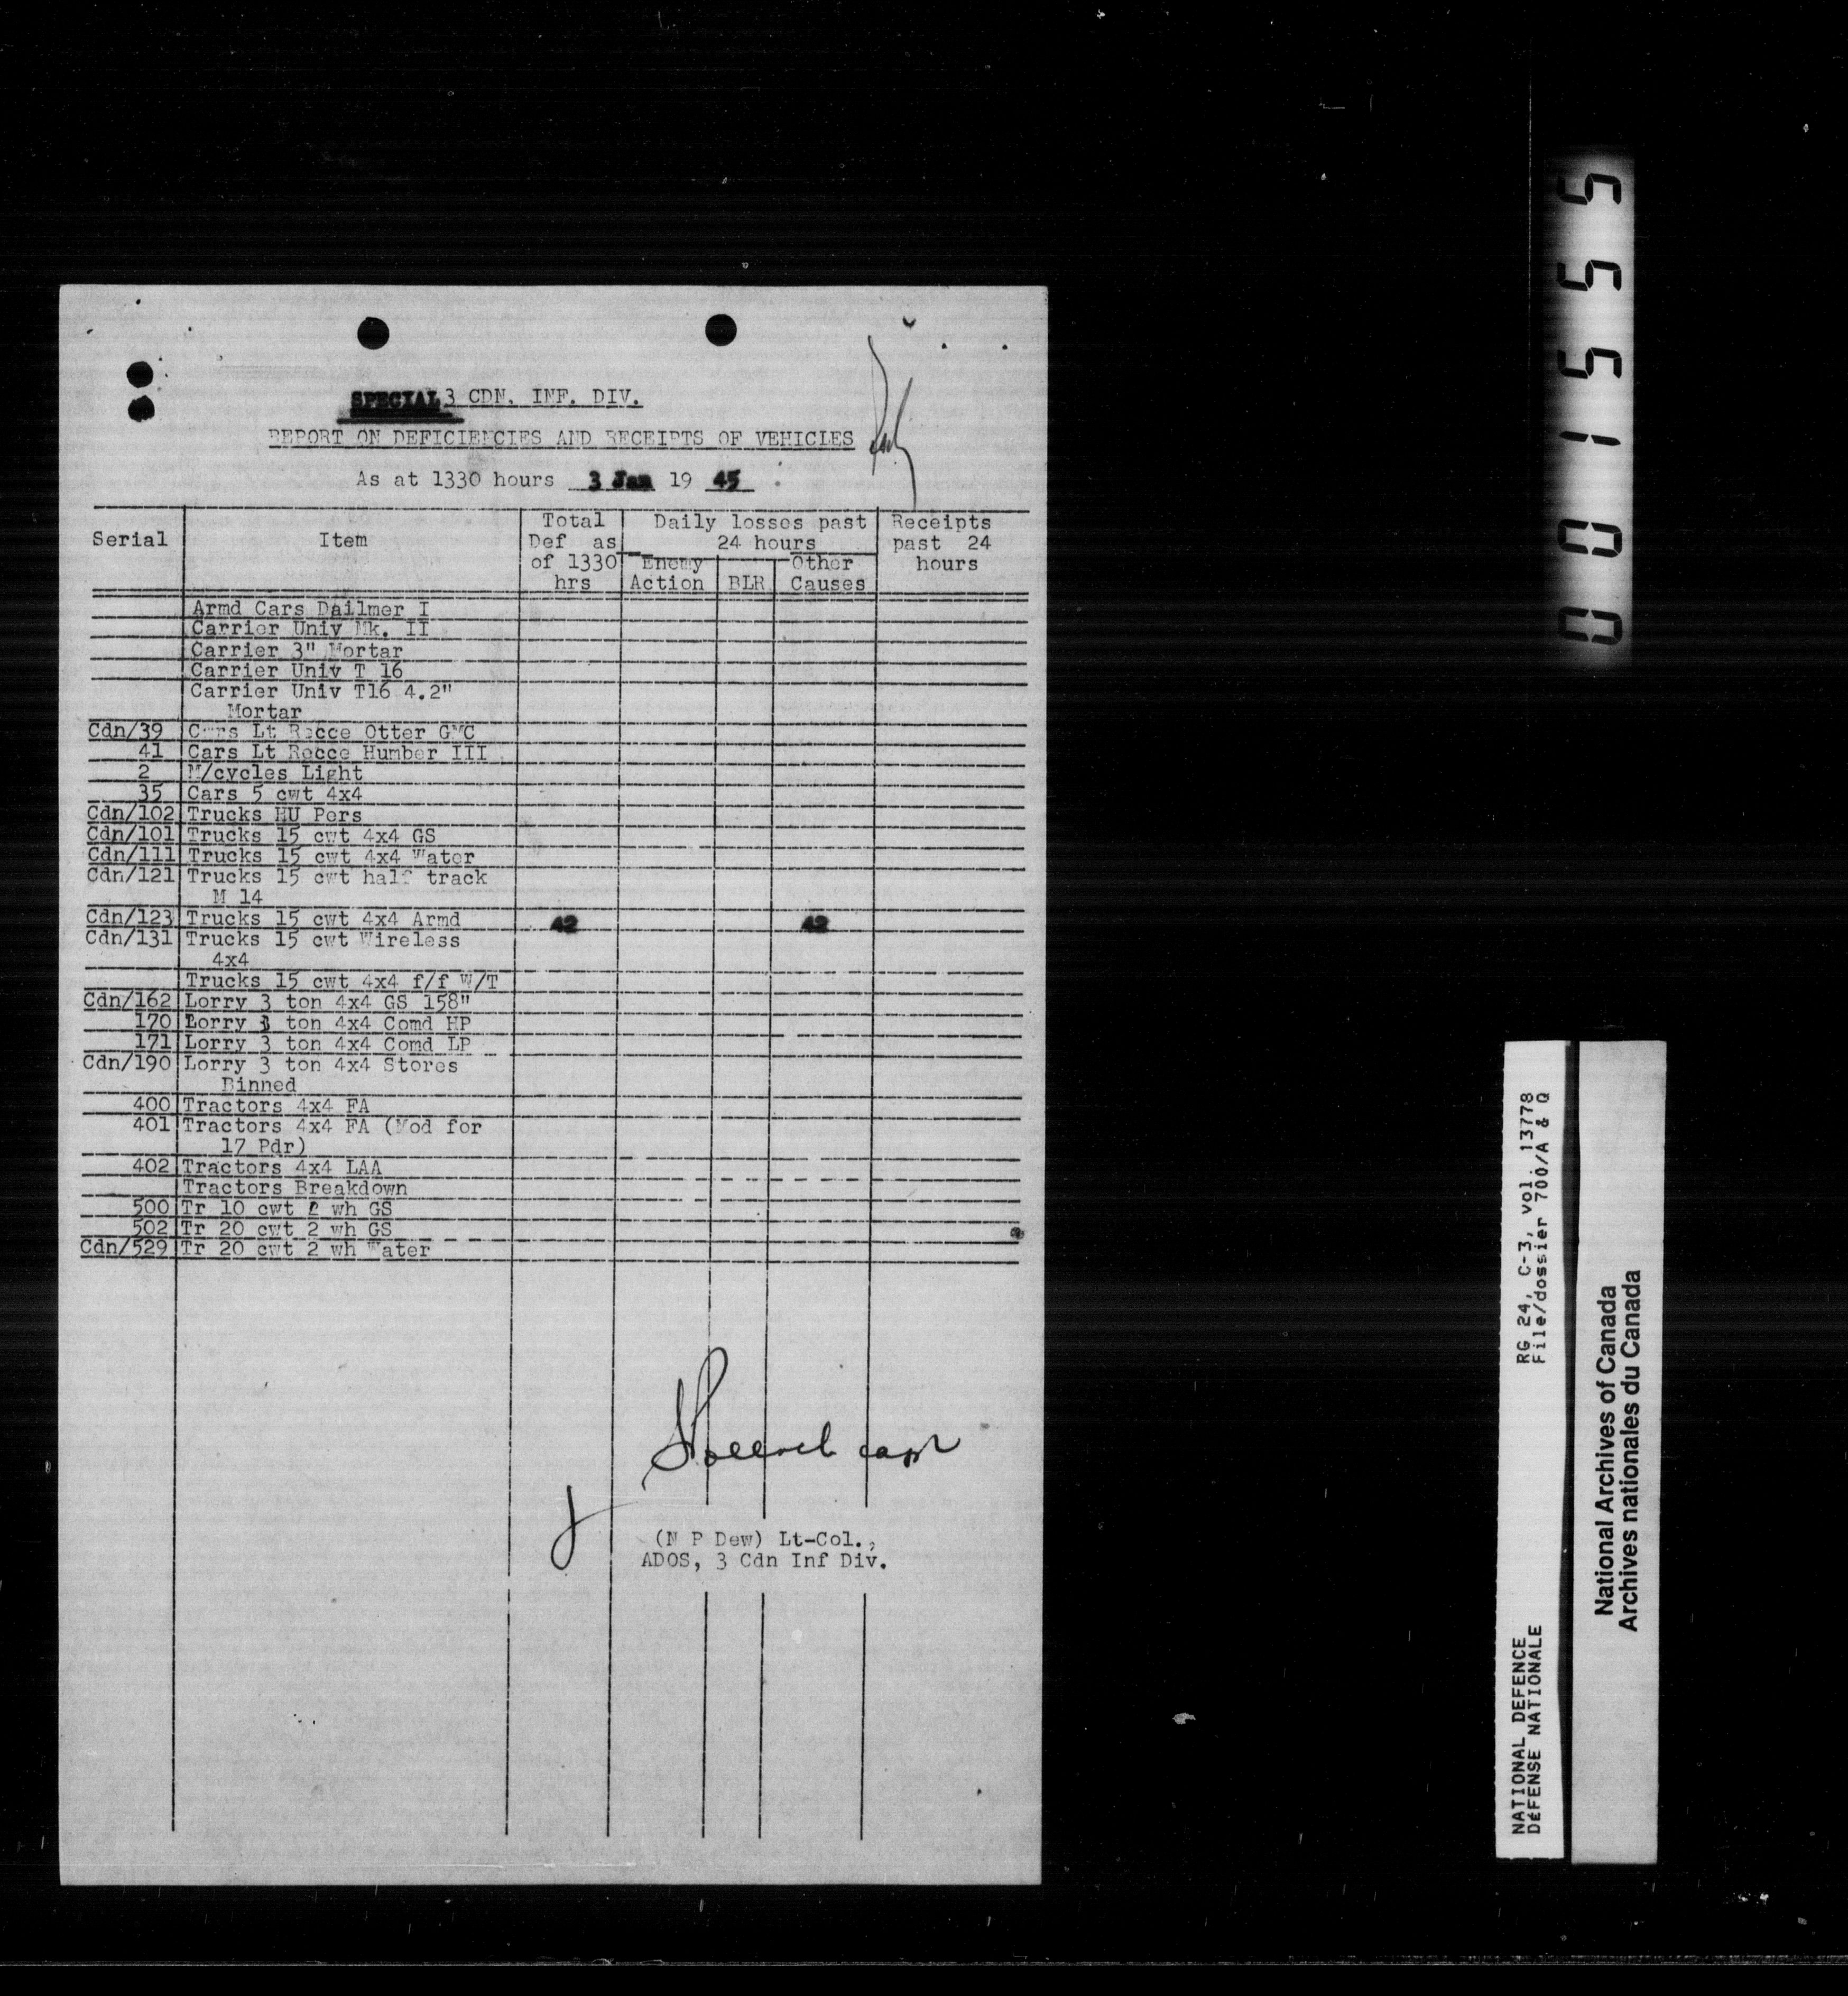 SPECIAL 3 CDN. INF. DIV.
REPORT ON DEFICIENCIES AND RECEIPTS OF VEHICLES
As at 1330 hours 3 Jan 19 45
Serial Item Total Def as of 1330 hrs Daily losses past 24 hours Enemy Action BLR Other Causes Receipts past 24 hours
Armd Cars Dailmer I
Carrier Univ Mk. II
Carrier 3" Mortar
Carrier Univ T 16
Carrier Univ T16 4.2"
Mortar
Cdn/39 Cars Lt Recce Otter GMC
41 Cars Lt Recce Humber III
2 M/cycles Light
35 Cars 5 cwt 4x4
Cdn/102 Trucks HU Pers
Cdn/101 Trucks 15 cwt 4x4 GS
Cdn/111 Trucks 15 cwt 4x4 Water
Cdn/121 Trucks 15 cwt half track
M 14
Cdn/123 Trucks 15 cwt 4x4 Armd 42 42
Cdn/131 Trucks 15 cwt Wireless
4x4
Trucks 15 cwt 4x4 f/f W/T
Cdn/162 Lorry 3 ton 4x4 GS 158"
170 Lorry 3 ton 4x4 Comd HP
171 Lorry 3 ton 4x4 Comd LP
Cdn/190 Lorry 3 ton 4x4 Stores
Binned
400 Tractors 4x4 FA
401 Tractors 4x4 FA (Mod for
17 Pdr)
402 Tractors 4x4 LAA
Tractors Breakdown
500 Tr 10 cwt 2 wh GS
502 Tr 20 cwt 2 wh GS
Cdn/529 Tr 20 cwt 2 wh Water
capt
(N P Dew) Lt-Col.,
ADOS, 3 Cdn Inf Div.
001555
RG 24, C-3, vol. 13778
File/dossier 700/A & Q
NATIONAL DEFENCE
DÉFENSE NATIONALE
National Archives of Canada
Archives nationales du Canada